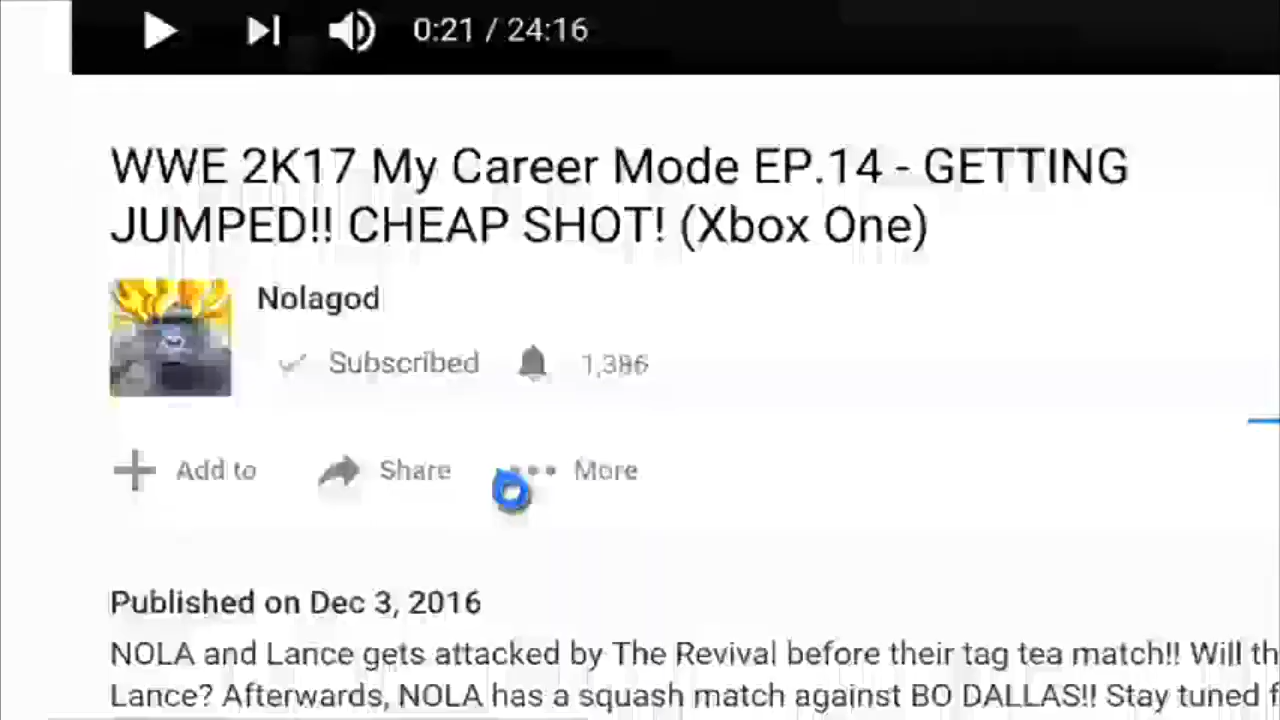 0:21 / 24:16
WWE 2K17 My Career Mode EP.14 - GETTING
JUMPED!! CHEAP SHOT! (Xbox One)
Nolagod
Subscribed 1,386
Add to Share More
Published on Dec 3, 2016
NOLA and Lance gets attacked by The Revival before their tag tea match!! Will th
Lance? Afterwards, NOLA has a squash match against BO DALLAS!! Stay tuned f